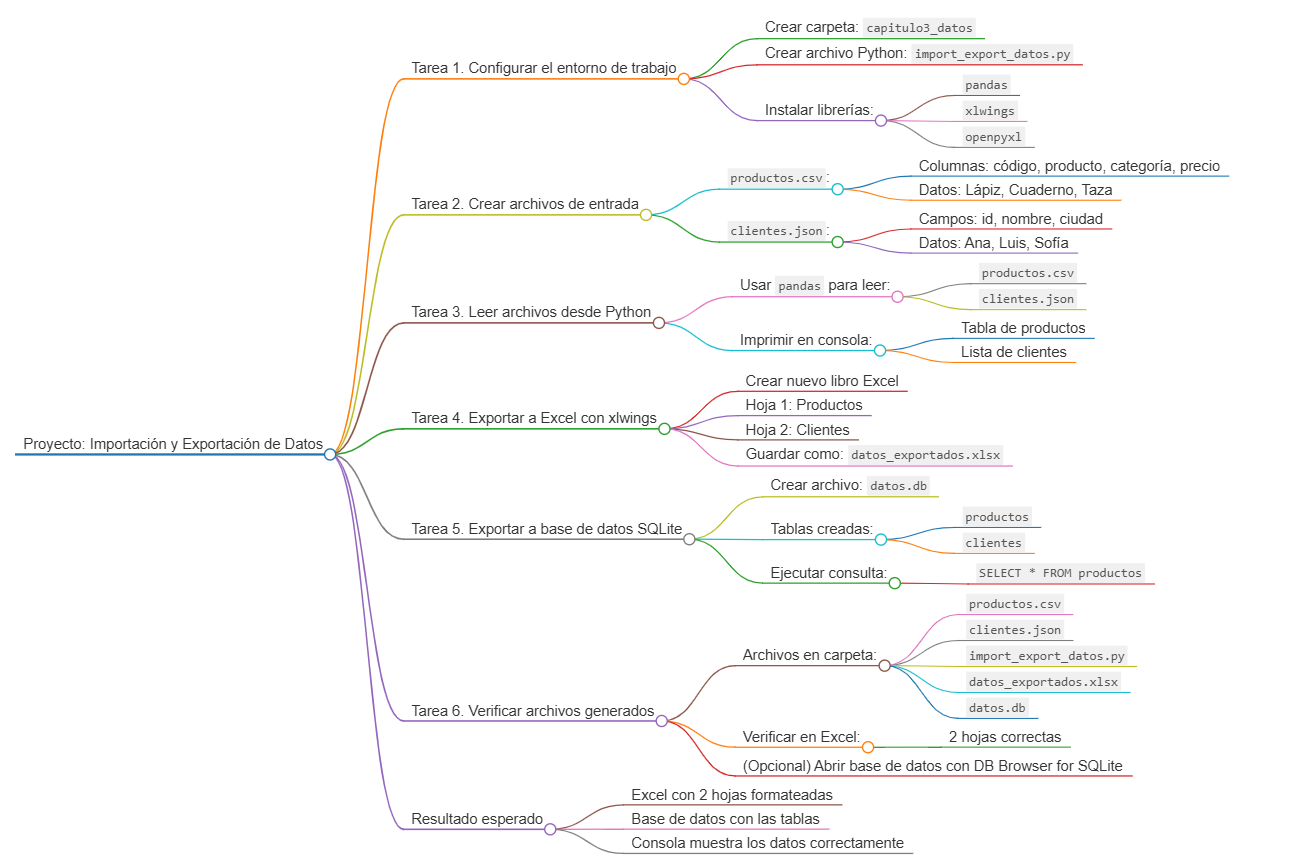 Proyecto: Importación y Exportación de Datos
Tarea 1. Configurar el entorno de trabajo
Crear carpeta: capitulo3_datos
Crear archivo Python: import_export_datos.py
Instalar librerías:
pandas
xlwings
openpyxl
Tarea 2. Crear archivos de entrada
productos.csv :
Columnas: código, producto, categoría, precio
Datos: Lápiz, Cuaderno, Taza
clientes.json :
Campos: id, nombre, ciudad
Datos: Ana, Luis, Sofía
Tarea 3. Leer archivos desde Python
Usar pandas para leer:
productos.csv
clientes.json
Imprimir en consola:
Tabla de productos
Lista de clientes
Tarea 4. Exportar a Excel con xlwings
Crear nuevo libro Excel
Hoja 1: Productos
Hoja 2: Clientes
Guardar como: datos_exportados.xlsx
Tarea 5. Exportar a base de datos SQLite
Crear archivo: datos.db
Tablas creadas:
productos
clientes
Ejecutar consulta:
SELECT * FROM productos
Tarea 6. Verificar archivos generados
Archivos en carpeta:
productos.csv
clientes.json
import_export_datos.py
datos_exportados.xlsx
datos.db
Verificar en Excel:
2 hojas correctas
(Opcional) Abrir base de datos con DB Browser for SQLite
Resultado esperado
Excel con 2 hojas formateadas
Base de datos con las tablas
Consola muestra los datos correctamente